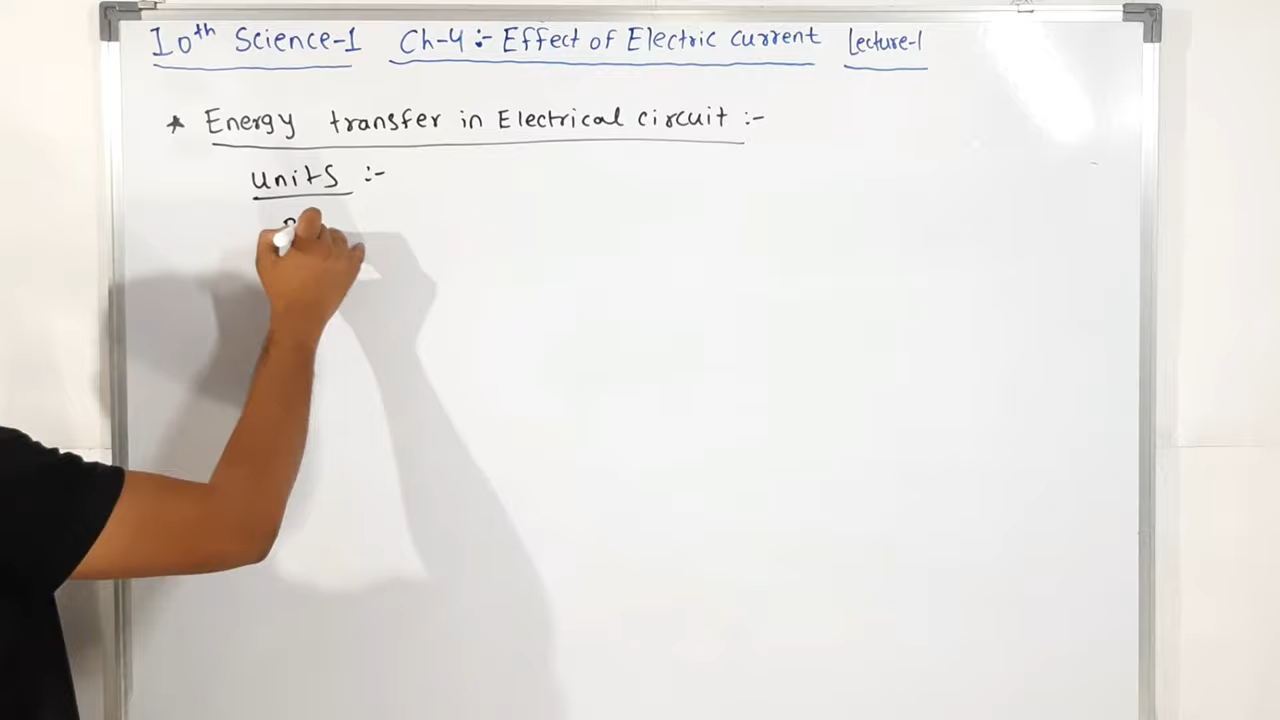 10th Science-1 Ch-4 :- Effect of Electric current Lecture-1
* Energy transfer in Electrical circuit :-
units :-